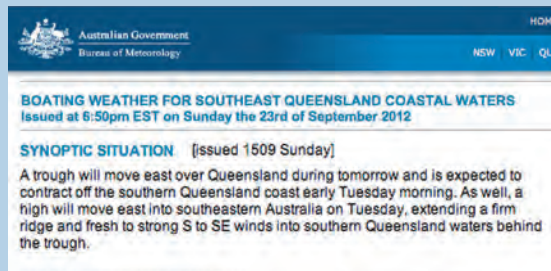 HOM
Australian Government
Bureau of Meteorology
NSW VIC QU
BOATING WEATHER FOR SOUTHEAST QUEENSLAND COASTAL WATERS
Issued at 6:50pm EST on Sunday the 23rd of September 2012
SYNOPTIC SITUATION [issued 1509 Sunday]
A trough will move east over Queensland during tomorrow and is expected to
contract off the southern Queensland coast early Tuesday morning. As well, a
high will move east into southeastern Australia on Tuesday, extending a firm
ridge and fresh to strong S to SE winds into southern Queensland waters behind
the trough.